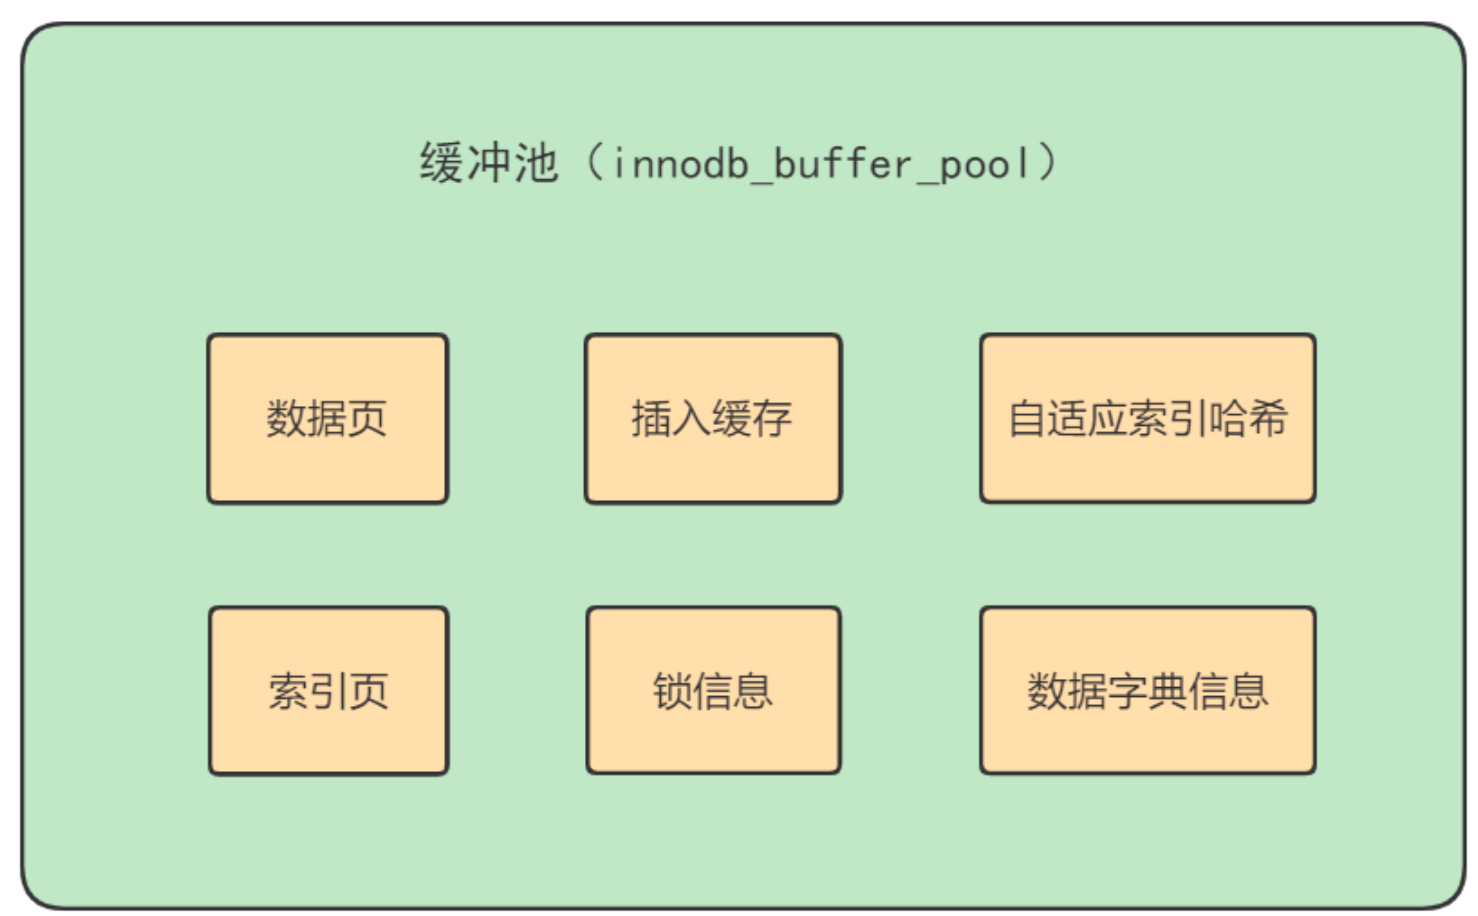 缓冲池（innodb_buffer_pool）
数据页
插入缓存
自适应索引哈希
索引页
锁信息
数据字典信息